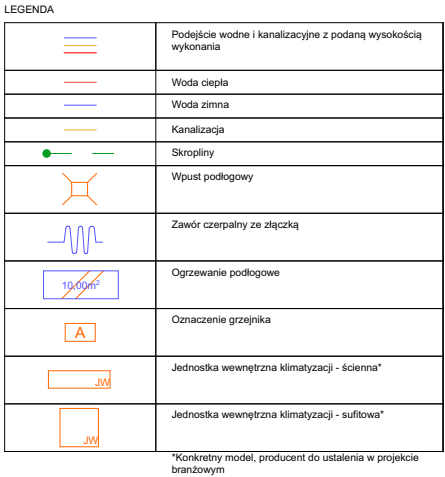 LEGENDA
Podejście wodne i kanalizacyjne z podaną wysokością
wykonania
Woda ciepła
Woda zimna
Kanalizacja
Skropliny
Wpust podłogowy
Zawór czerpalny ze złączką
10,00m²
Ogrzewanie podłogowe
A
Oznaczenie grzejnika
JW
Jednostka wewnętrzna klimatyzacji - ścienna*
JW
Jednostka wewnętrzna klimatyzacji - sufitowa*
*Konkretny model, producent do ustalenia w projekcie
branżowym